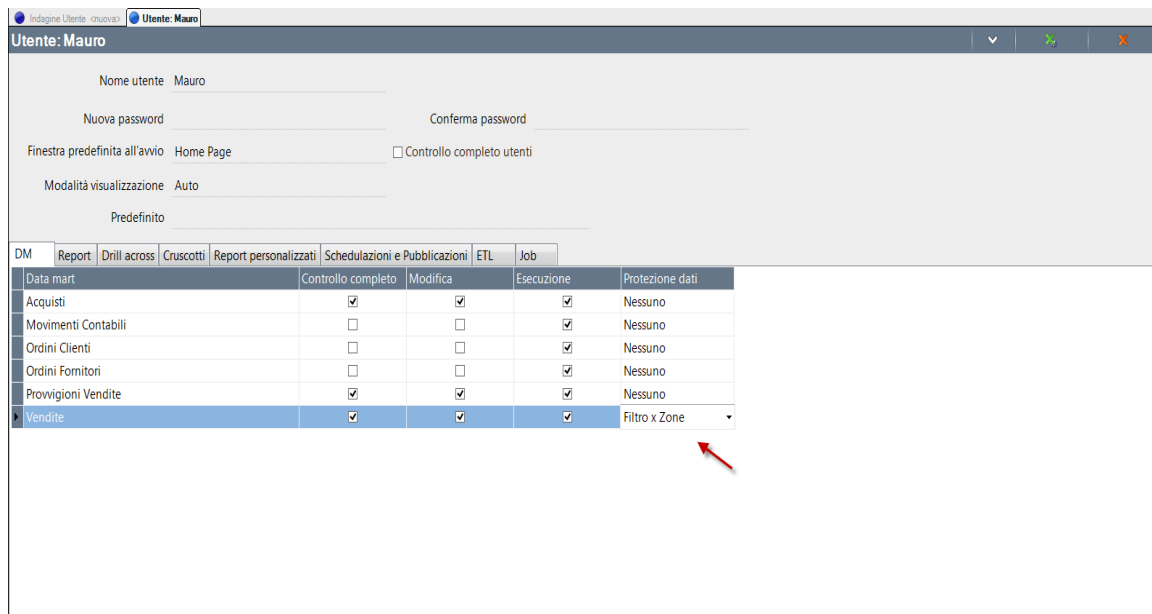 Indagine Utente <nuova> Utente: Mauro
Utente: Mauro
Nome utente Mauro
Nuova password Conferma password
Finestra predefinita all'avvio Home Page Controllo completo utenti
Modalità visualizzazione Auto
Predefinito
DM Report Drill across Cruscotti Report personalizzati Schedulazioni e Pubblicazioni ETL Job
Data mart Controllo completo Modifica Esecuzione Protezione dati
Acquisti Nessuno
Movimenti Contabili Nessuno
Ordini Clienti Nessuno
Ordini Fornitori Nessuno
Provvigioni Vendite Nessuno
Vendite Filtro x Zone